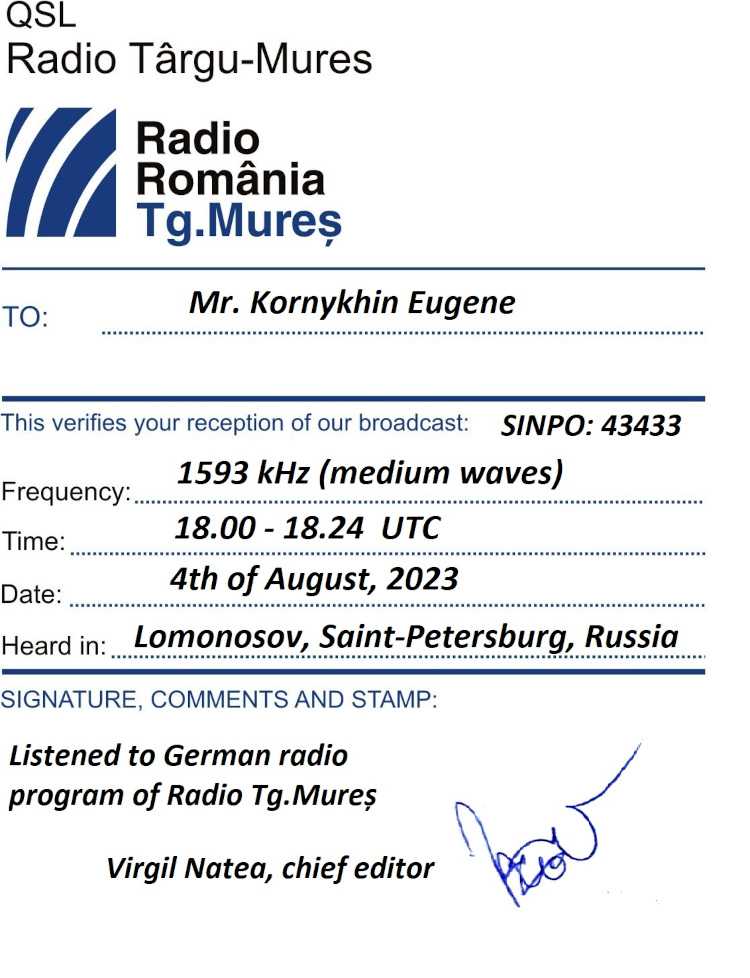 QSL
Radio Târgu-Mures
Radio
România
Tg.Mureș
TO: Mr. Kornykhin Eugene
This verifies your reception of our broadcast: SINPO: 43433
Frequency: 1593 kHz (medium waves)
Time: 18.00 - 18.24 UTC
Date: 4th of August, 2023
Heard in: Lomonosov, Saint-Petersburg, Russia
SIGNATURE, COMMENTS AND STAMP:
Listened to German radio
program of Radio Tg.Mureș
Virgil Natea, chief editor